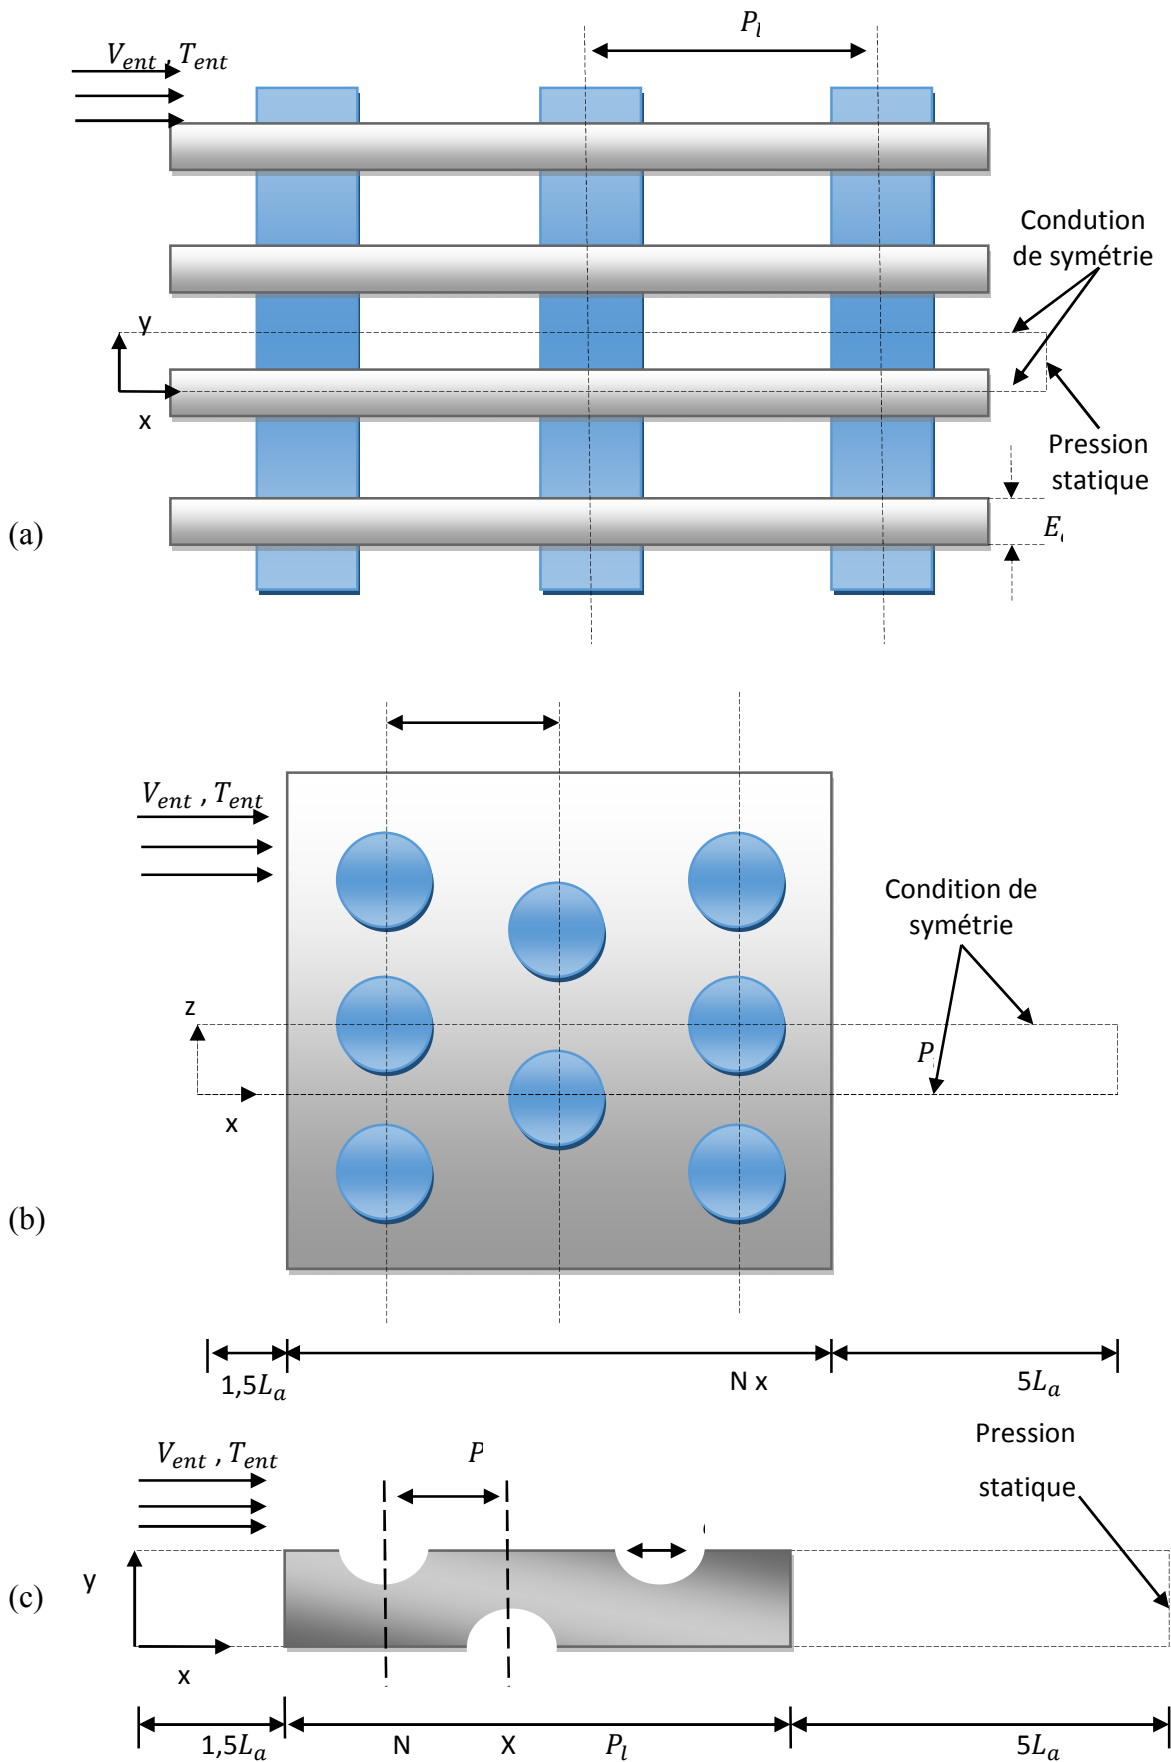 P_l
V_ent , T_ent
Condution
de symétrie
y
x
Pression
statique
(a)
E
V_ent , T_ent
Condition de
symétrie
z
P
x
(b)
1,5L_a
N x
5L_a
Pression
V_ent , T_ent
P
statique
y
(c)
x
1,5L_a
N X P_l
5L_a